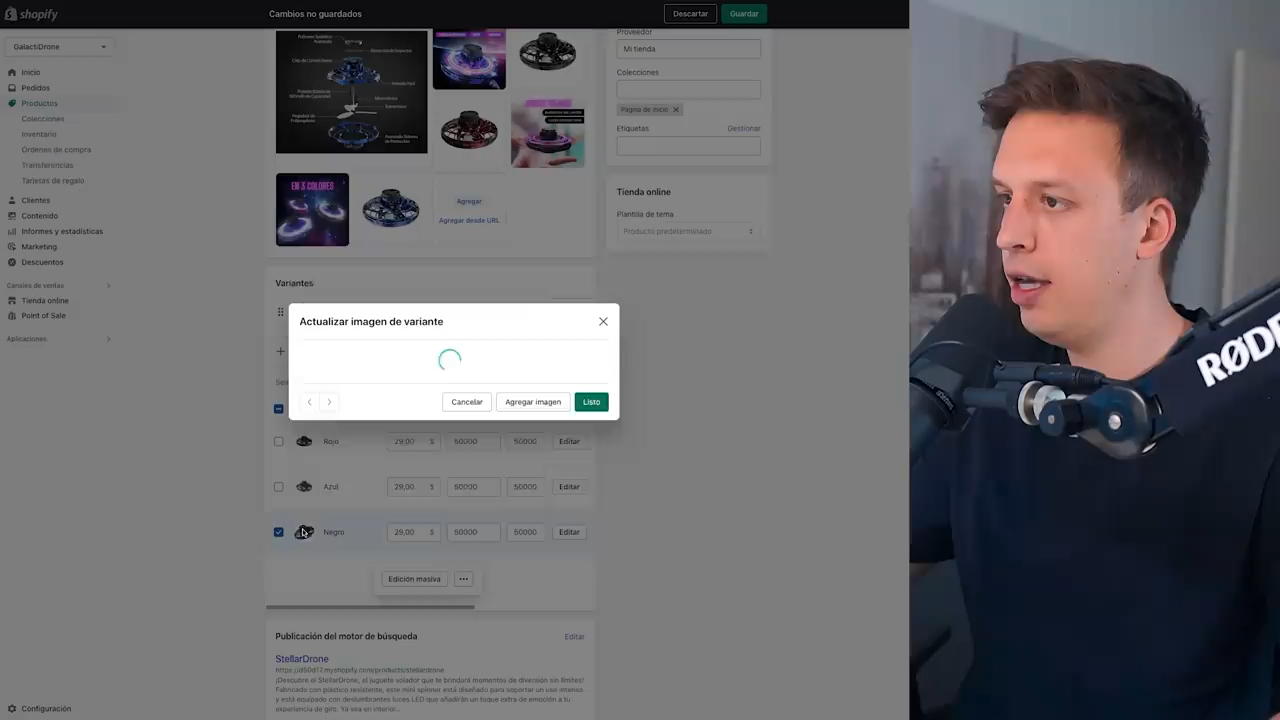 shopify
Cambios no guardados
Descartar
Guardar
GalactiDrone
Inicio
Pedidos
Productos
Colecciones
Inventario
Órdenes de compra
Transferencias
Tarjetas de regalo
Clientes
Contenido
Informes y estadísticas
Marketing
Descuentos
Canales de ventas
Tienda online
Point of Sale
Aplicaciones
Configuración
EN 3 COLORES
Agregar
Agregar desde URL
Proveedor
Mi tienda
Colecciones
Página de inicio
Etiquetas
Gestionar
Tienda online
Plantilla de tema
Producto predeterminado
Variantes
Actualizar imagen de variante
Cancelar
Agregar imagen
Listo
Rojo
29,00 $
50000
50000
Editar
Azul
29,00 $
50000
50000
Editar
Negro
29,00 $
50000
50000
Editar
Edición masiva
Publicación del motor de búsqueda
Editar
StellarDrone
¡Descubre el StellarDrone, el juguete volador que te brindará momentos de diversión sin límites!
Fabricado con plástico resistente, este mini spinner está diseñado para soportar un uso intenso
y está equipado con deslumbrantes luces LED que añadirán un toque extra de emoción a tu
experiencia de giro. Ya sea en interior...
RØDE